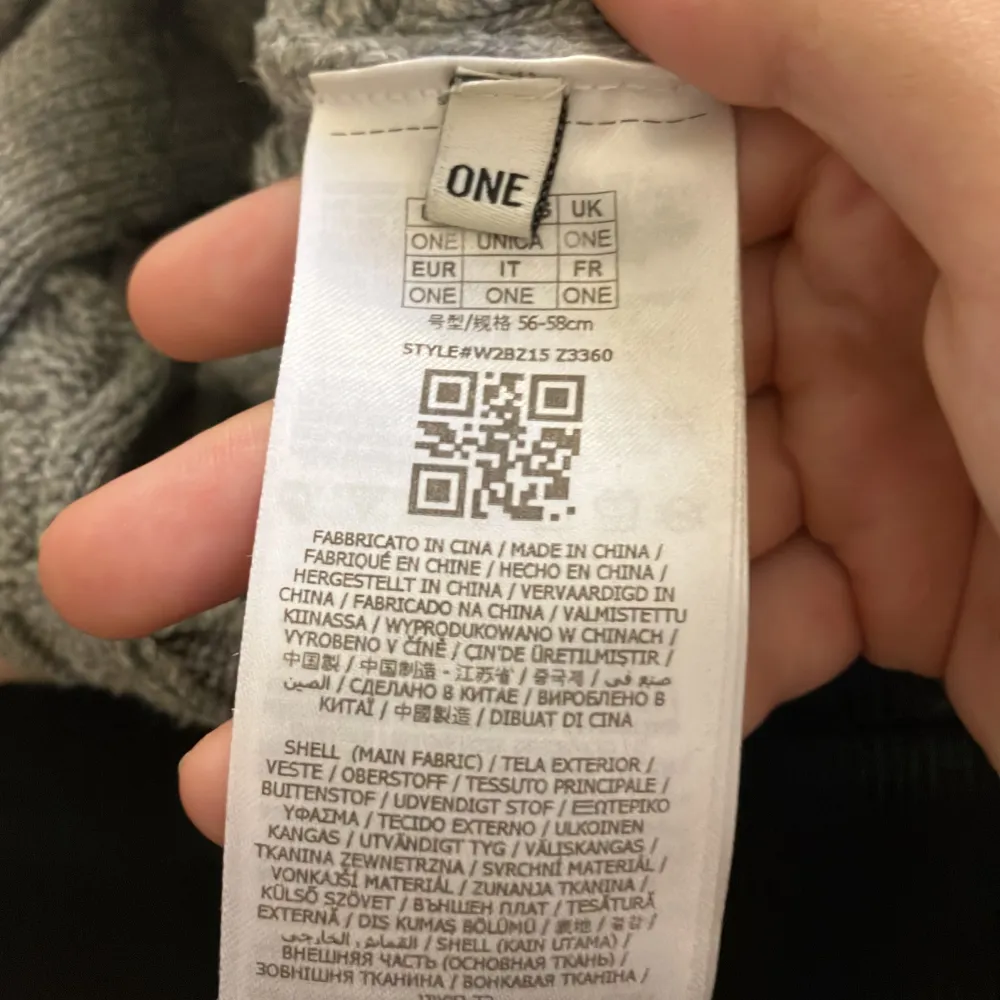 ONE
UK
ONE UNICA ONE
EUR IT FR
ONE ONE ONE
号型/规格 56-58cm
STYLE#W2BZ15 Z3360
FABBRICATO IN CINA / MADE IN CHINA /
FABRIQUÉ EN CHINE / HECHO EN CHINA /
HERGESTELLT IN CHINA / VERVAARDIGD IN
CHINA / FABRICADO NA CHINA / VALMISTETTU
KIINASSA / WYPRODUKOWANO W CHINACH /
VYROBENO V ČÍNĚ / ÇIN'DE ÜRETILMISTIR /
中国製 / 中国制造 - 江苏省 / 중국제 / صنع في
الصين / СДЕЛАНО В КИТАЕ / ВИРОБЛЕНО В
КИТАЇ / 中國製造 / DIBUAT DI CINA
SHELL (MAIN FABRIC) / TELA EXTERIOR /
VESTE / OBERSTOFF / TESSUTO PRINCIPALE /
BUITENSTOF / UDVENDIGT STOF / ΕΞΩΤΕΡΙΚΟ
ΥΦΑΣΜΑ / TECIDO EXTERNO / ULKOINEN
KANGAS / UTVÄNDIGT TYG / VÄLISKANGAS /
TKANINA ZEWNETRZNA / SVRCHNÍ MATERIÁL /
VONKAJŠÍ MATERIÁL / ZUNANJA TKANINA /
KÜLSŐ SZÖVET / ВЪНШЕН ПЛАТ / TESĂTURĂ
EXTERNĂ / DIS KUMAS BÖLÜMÜ / 表地 / 겉감 /
القماش الخارجي / SHELL (KAIN UTAMA) /
ВНЕШНЯЯ ЧАСТЬ (ОСНОВНАЯ ТКАНЬ) /
ЗОВНІШНЯ ТКАНИНА / ВОНКАВАЯ ТКАНІНА /